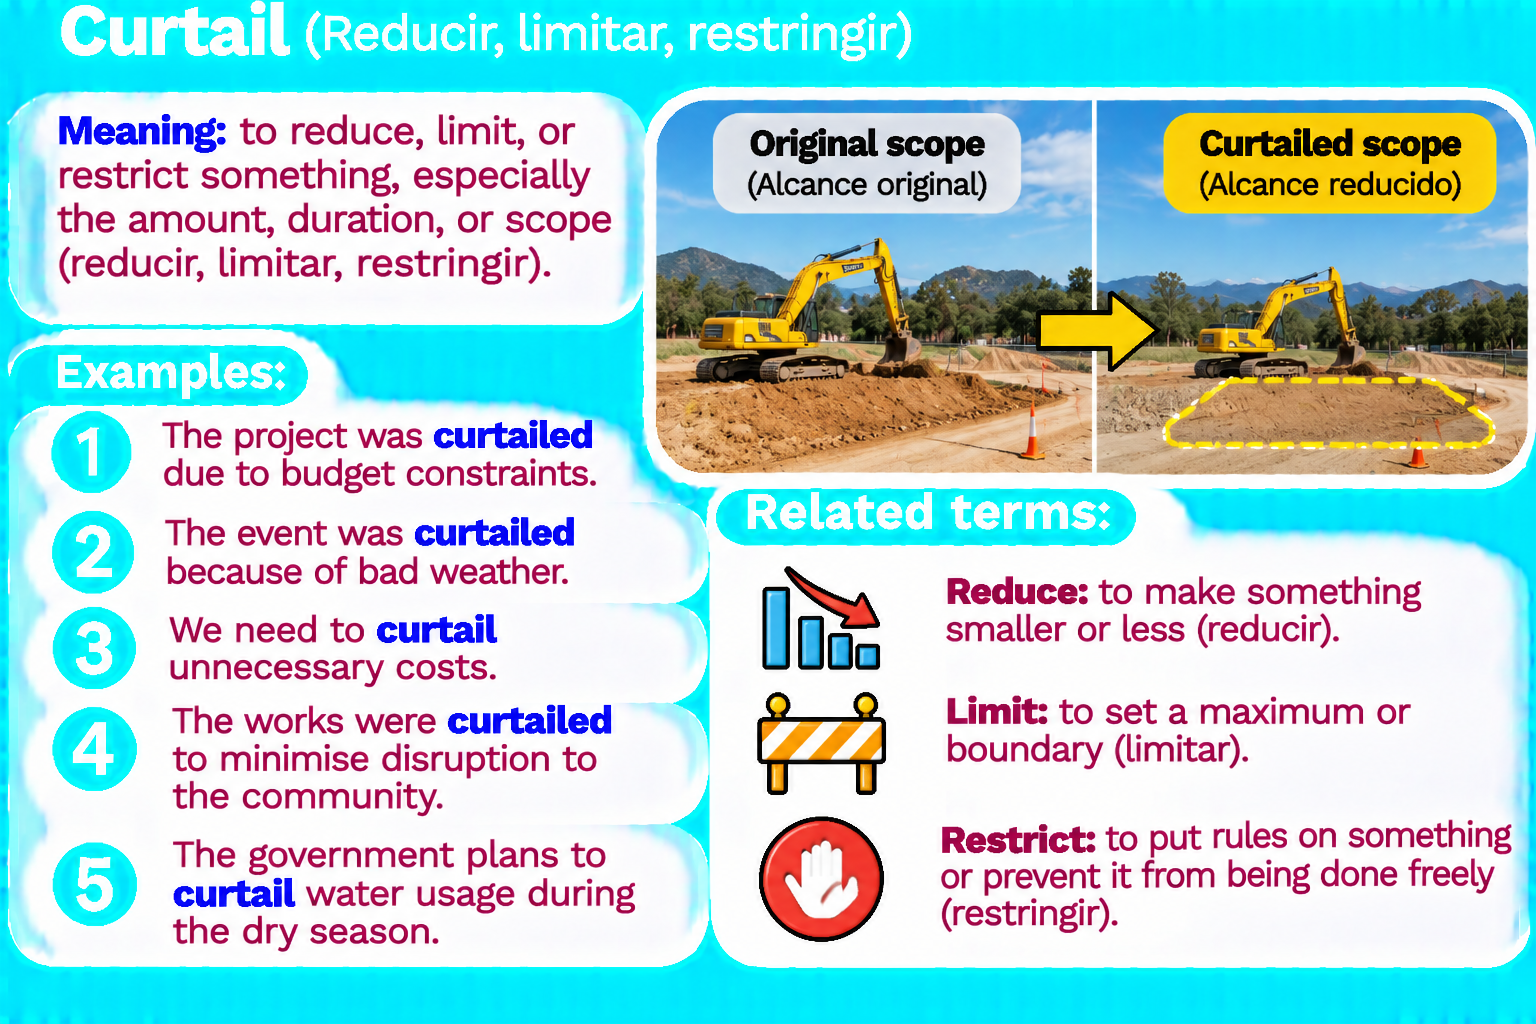 Curtail (Reducir, limitar, restringir)
Meaning: to reduce, limit, or
restrict something, especially
the amount, duration, or scope
(reducir, limitar, restringir).
Original scope
(Alcance original)
Curtailed scope
(Alcance reducido)
Examples:
1
The project was curtailed
due to budget constraints.
2
The event was curtailed
because of bad weather.
3
We need to curtail
unnecessary costs.
4
The works were curtailed
to minimise disruption to
the community.
5
The government plans to
curtail water usage during
the dry season.
Related terms:
Reduce: to make something
smaller or less (reducir).
Limit: to set a maximum or
boundary (limitar).
Restrict: to put rules on something
or prevent it from being done freely
(restringir).